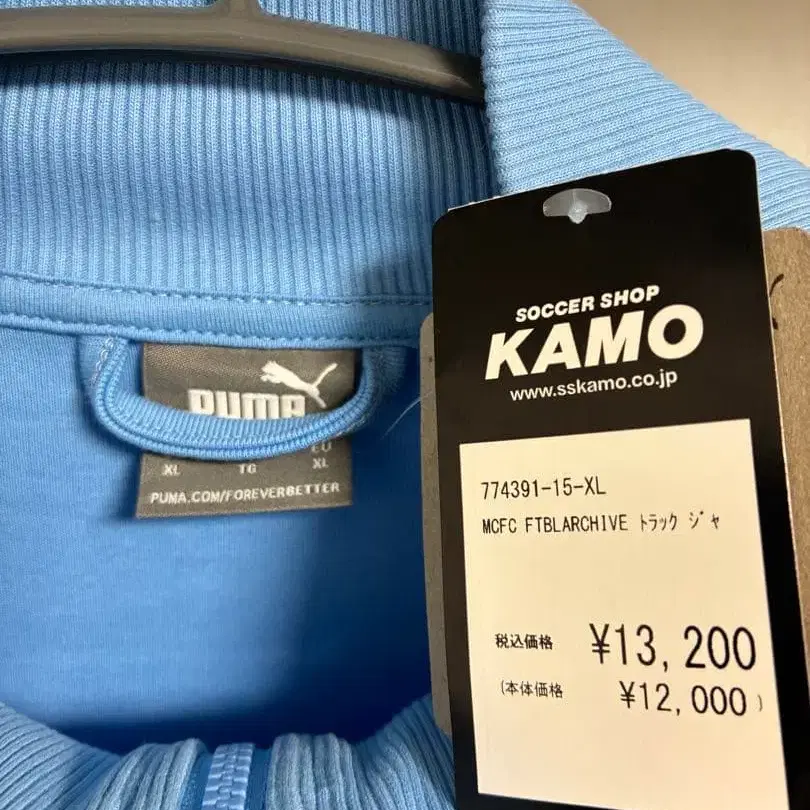 PUMA
EU
XL TG XL
PUMA.COM/FOREVERBETTER
SOCCER SHOP
KAMO
www.sskamo.co.jp
774391-15-XL
MCFC FTBLARCHIVE ﾄﾗｯｸ ｼﾞｬ
税込価格 ¥13,200
(本体価格 ¥12,000)